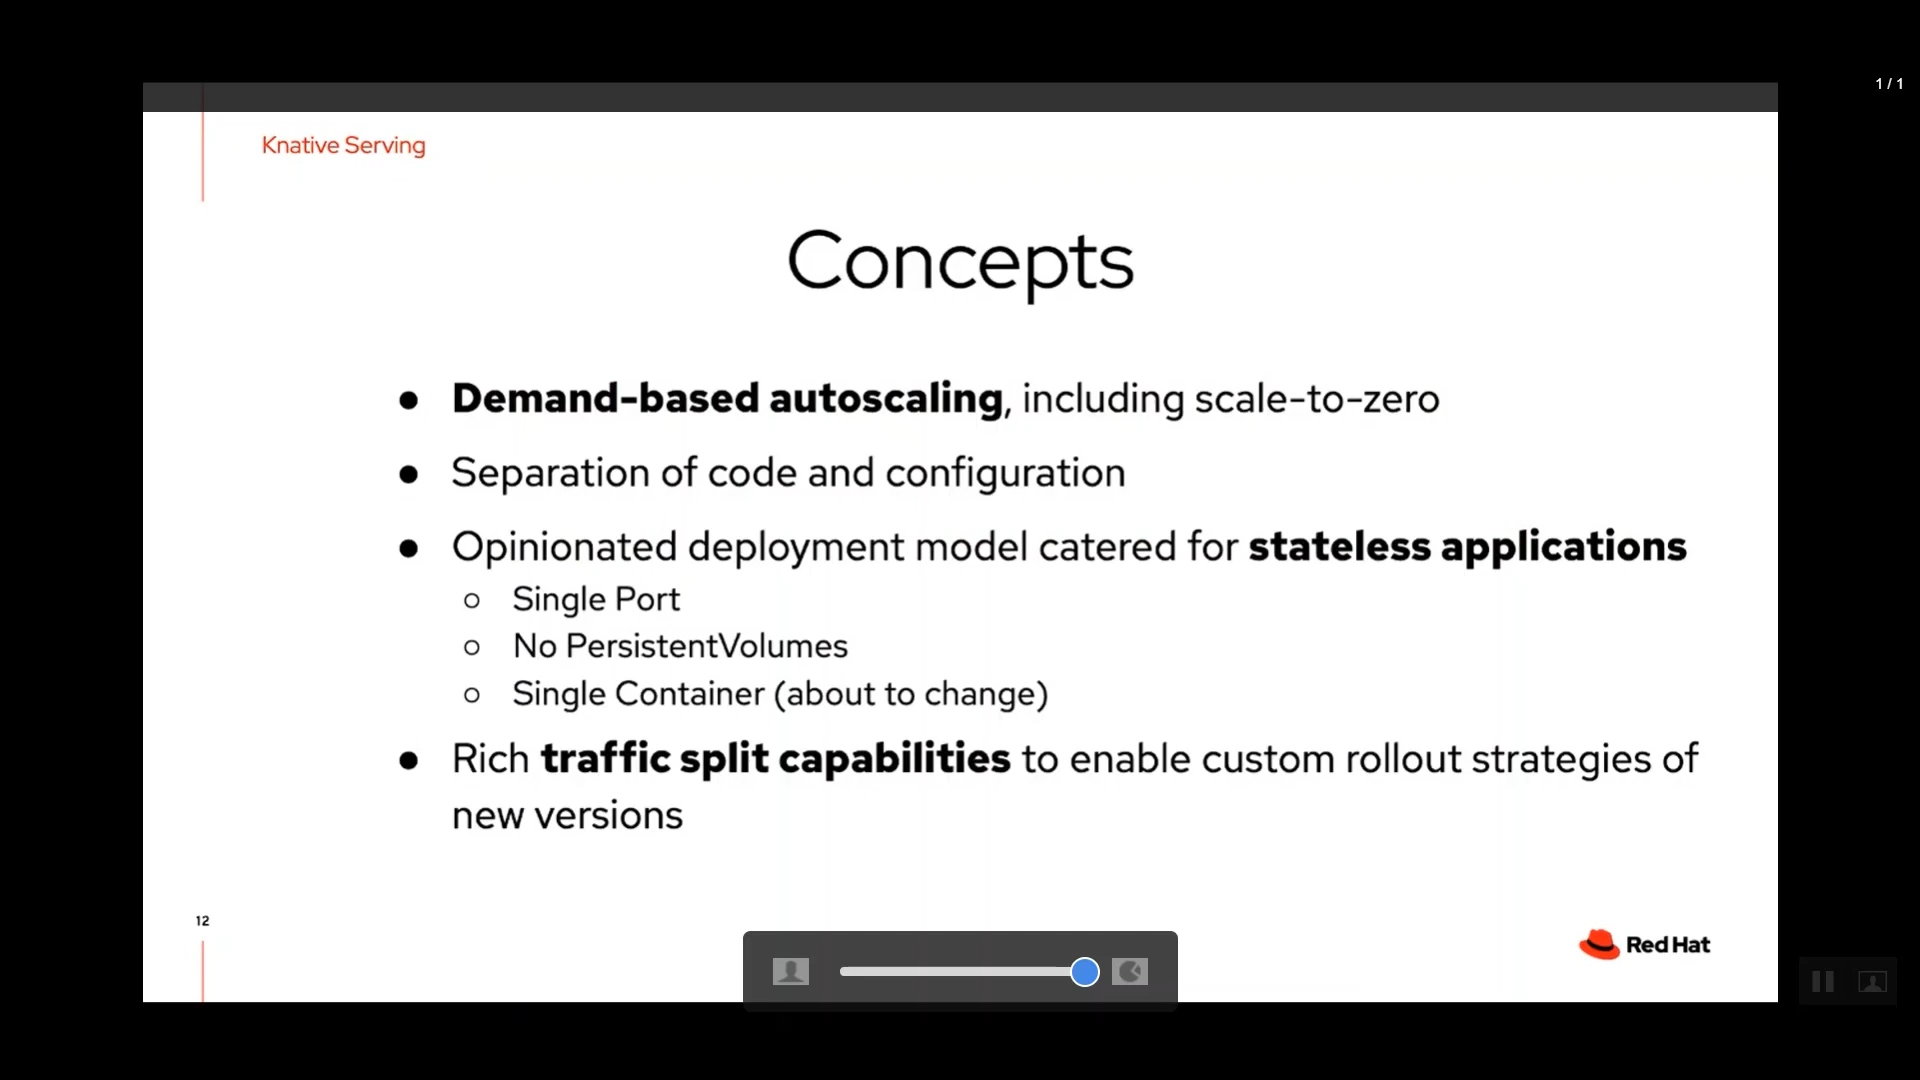 1 / 1
Knative Serving
Concepts
● Demand-based autoscaling, including scale-to-zero
● Separation of code and configuration
● Opinionated deployment model catered for stateless applications
○ Single Port
○ No PersistentVolumes
○ Single Container (about to change)
● Rich traffic split capabilities to enable custom rollout strategies of
new versions
12
Red Hat